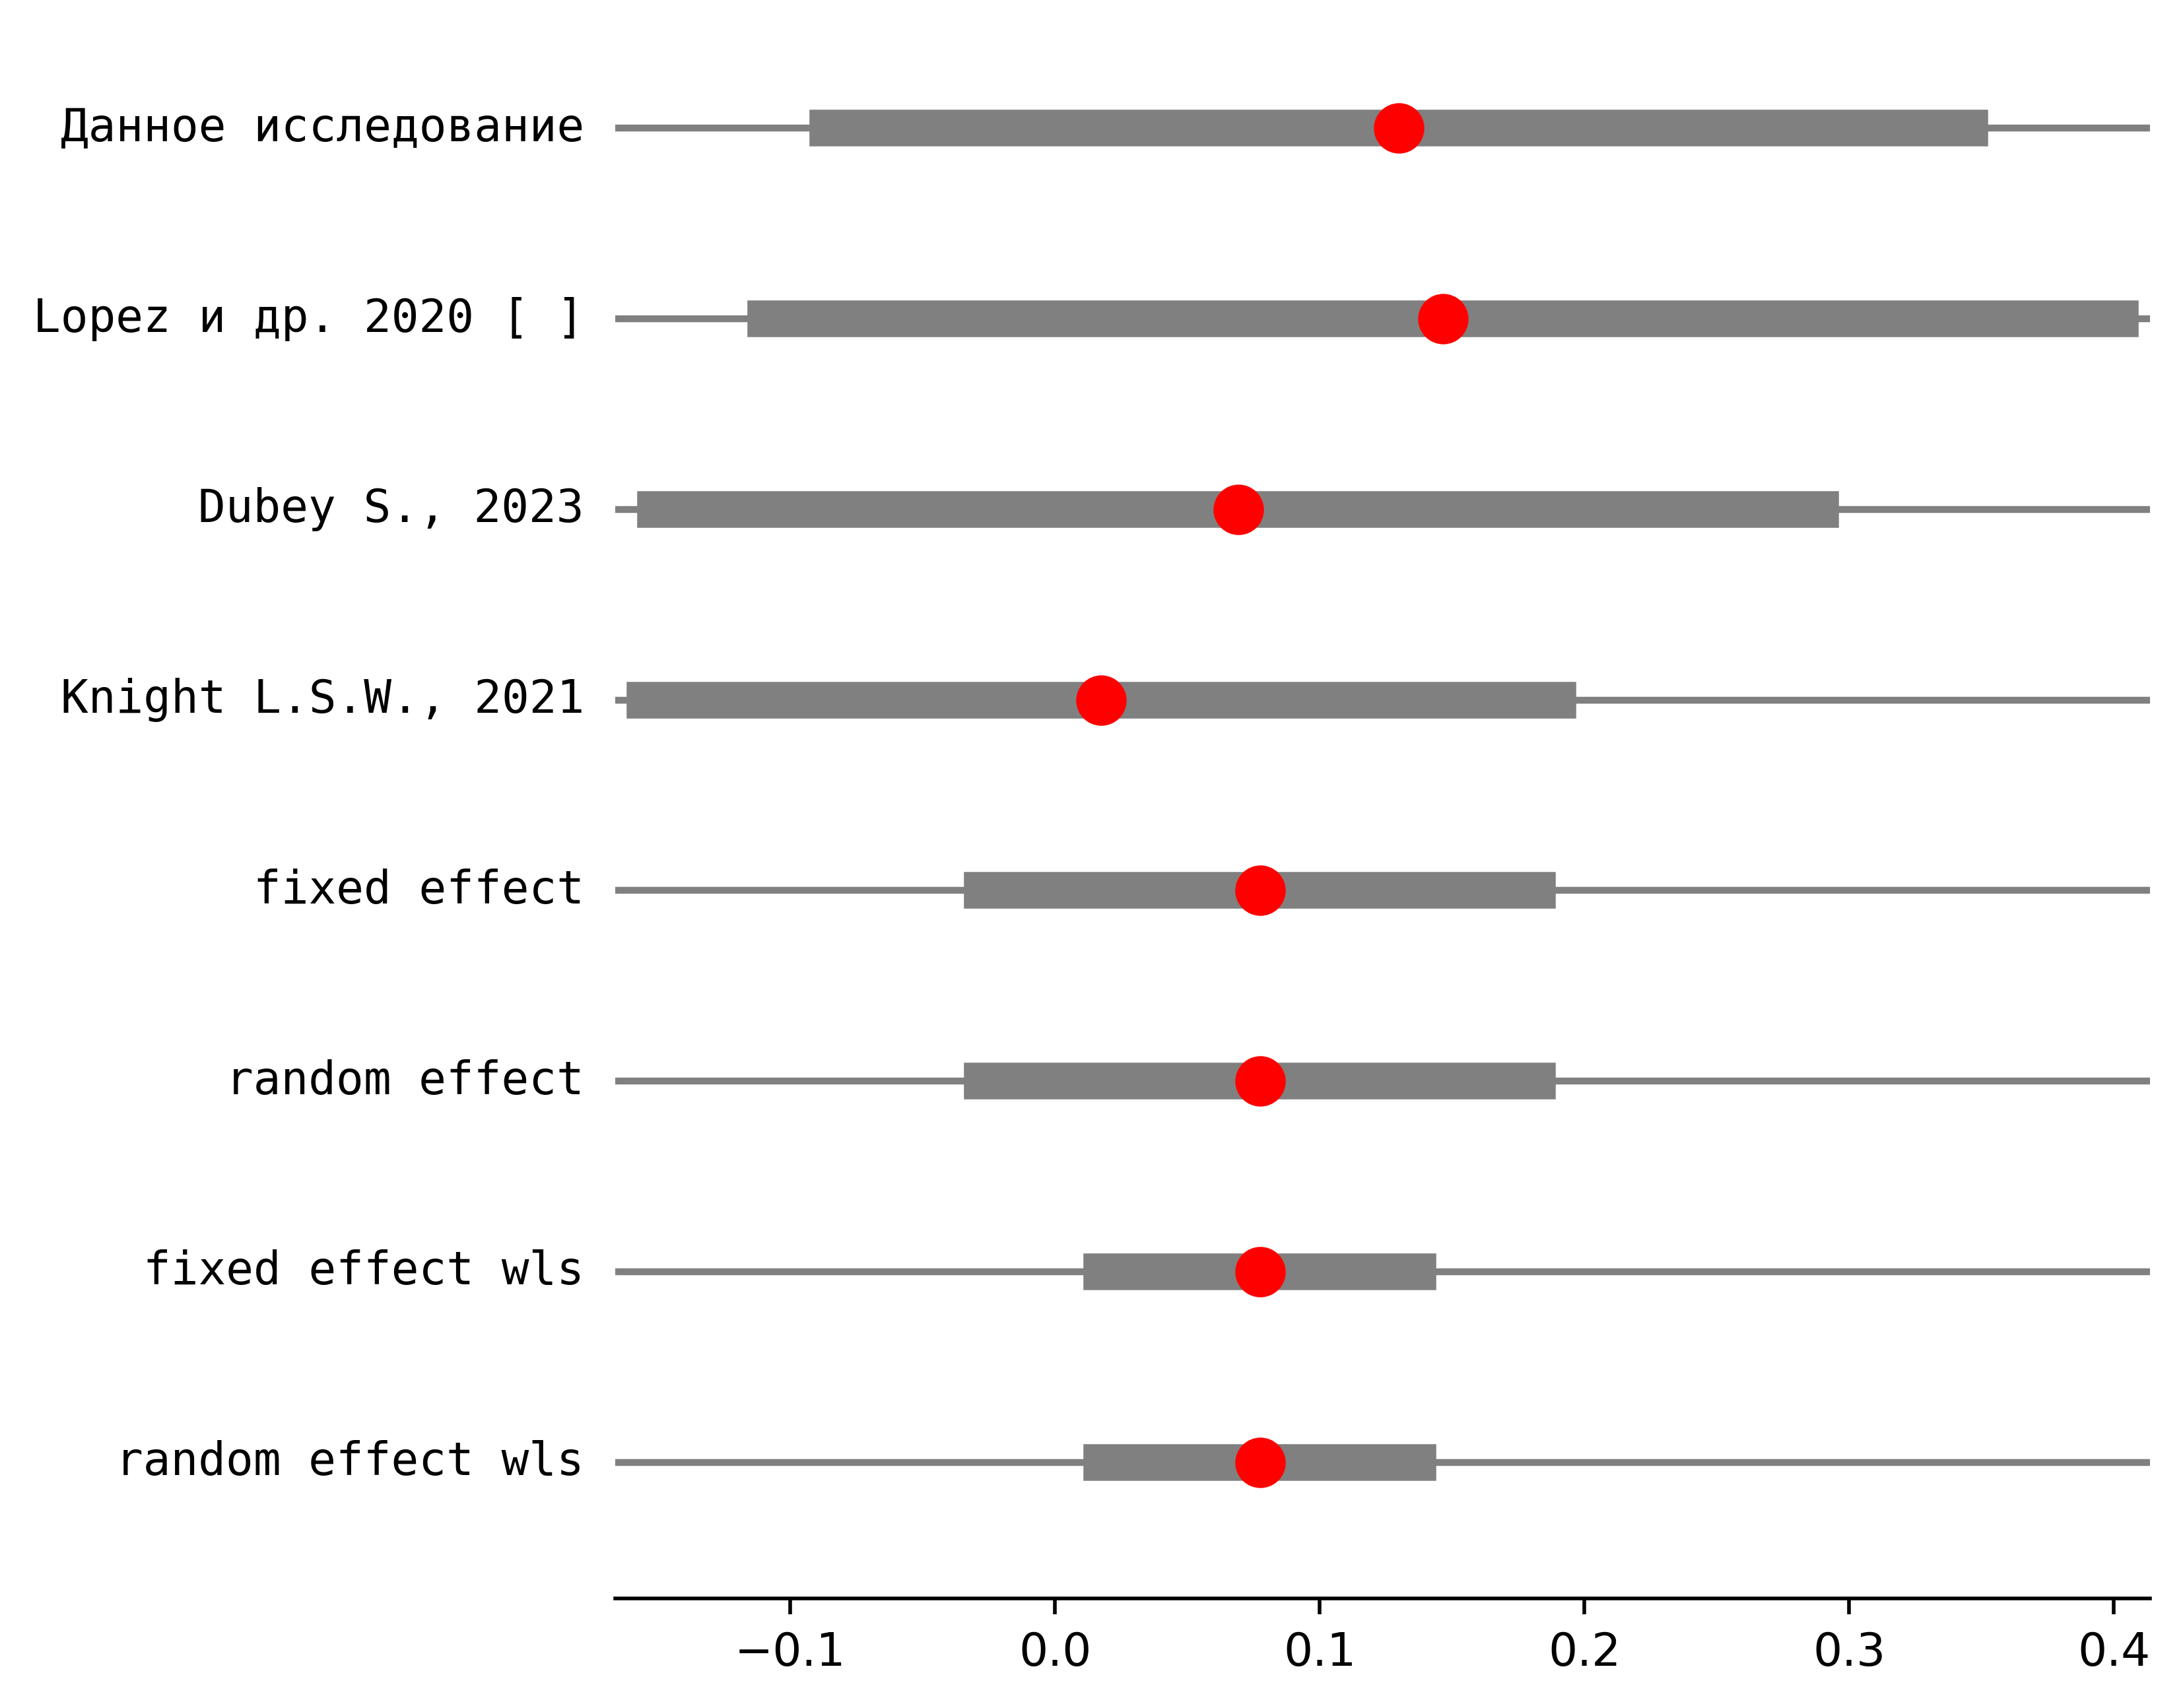 Данное исследование
Lopez и др. 2020 [ ]
Dubey S., 2023
Knight L.S.W., 2021
fixed effect
random effect
fixed effect wls
random effect wls
−0.1 0.0 0.1 0.2 0.3 0.4